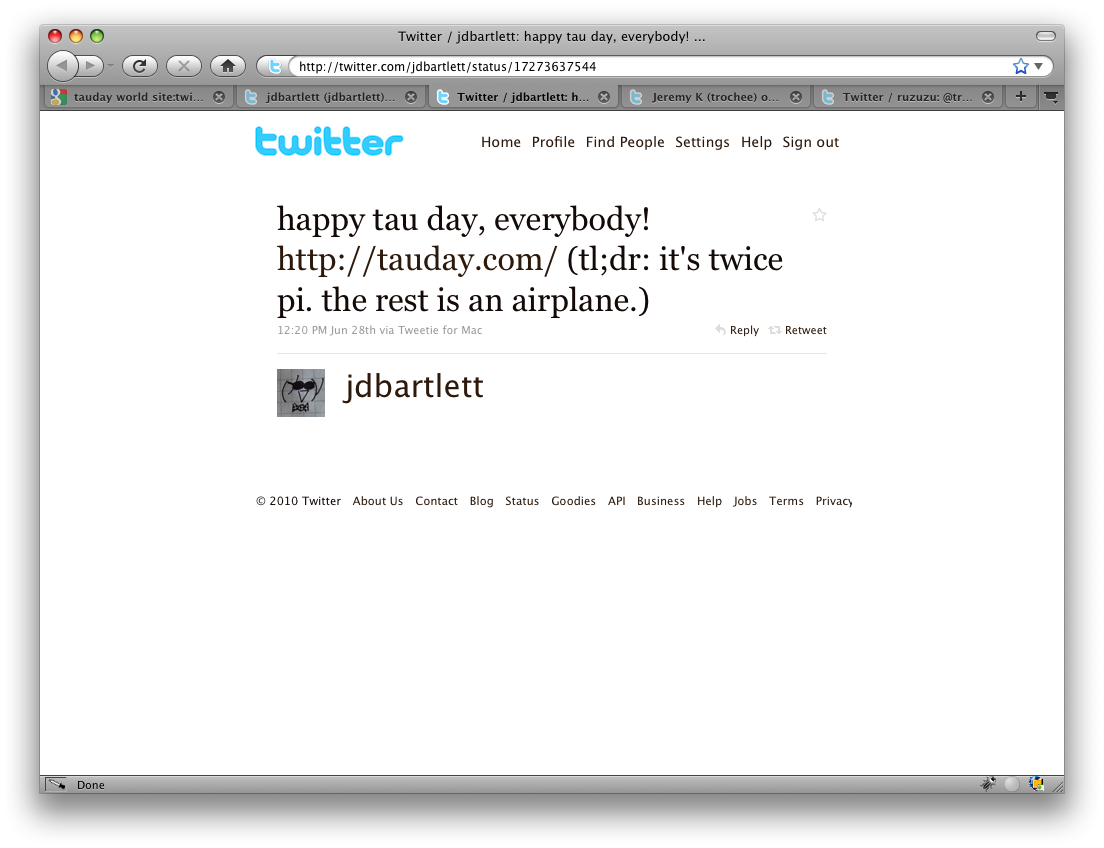 Twitter / jdbartlett: happy tau day, everybody! ...
http://twitter.com/jdbartlett/status/17273637544
tauday world site:twi... jdbartlett (jdbartlett)... Twitter / jdbartlett: h... Jeremy K (trochee) o... Twitter / ruzuzu: @tr...
twitter Home Profile Find People Settings Help Sign out
happy tau day, everybody!
http://tauday.com/ (tl;dr: it's twice
pi. the rest is an airplane.)
12:20 PM Jun 28th via Tweetie for Mac Reply Retweet
jdbartlett
© 2010 Twitter About Us Contact Blog Status Goodies API Business Help Jobs Terms Privacy
Done